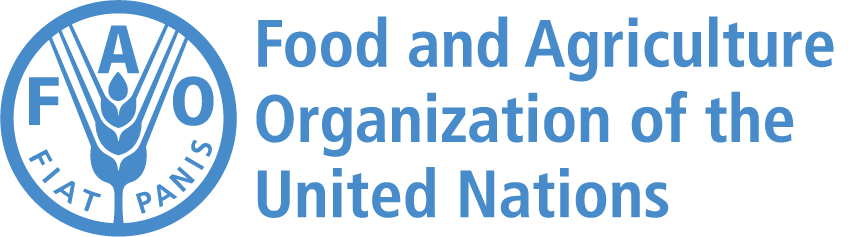 F A O
FIAT PANIS
Food and Agriculture
Organization of the
United Nations